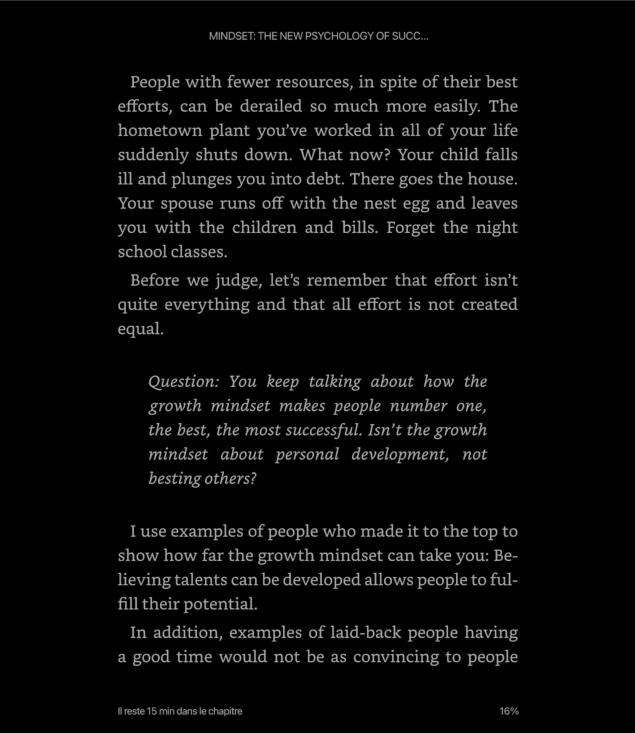 MINDSET: THE NEW PSYCHOLOGY OF SUCC...
People with fewer resources, in spite of their best
efforts, can be derailed so much more easily. The
hometown plant you’ve worked in all of your life
suddenly shuts down. What now? Your child falls
ill and plunges you into debt. There goes the house.
Your spouse runs off with the nest egg and leaves
you with the children and bills. Forget the night
school classes.
Before we judge, let’s remember that effort isn’t
quite everything and that all effort is not created
equal.
Question: You keep talking about how the
growth mindset makes people number one,
the best, the most successful. Isn’t the growth
mindset about personal development, not
besting others?
I use examples of people who made it to the top to
show how far the growth mindset can take you: Be-
lieving talents can be developed allows people to ful-
fill their potential.
In addition, examples of laid-back people having
a good time would not be as convincing to people
Il reste 15 min dans le chapitre
16%